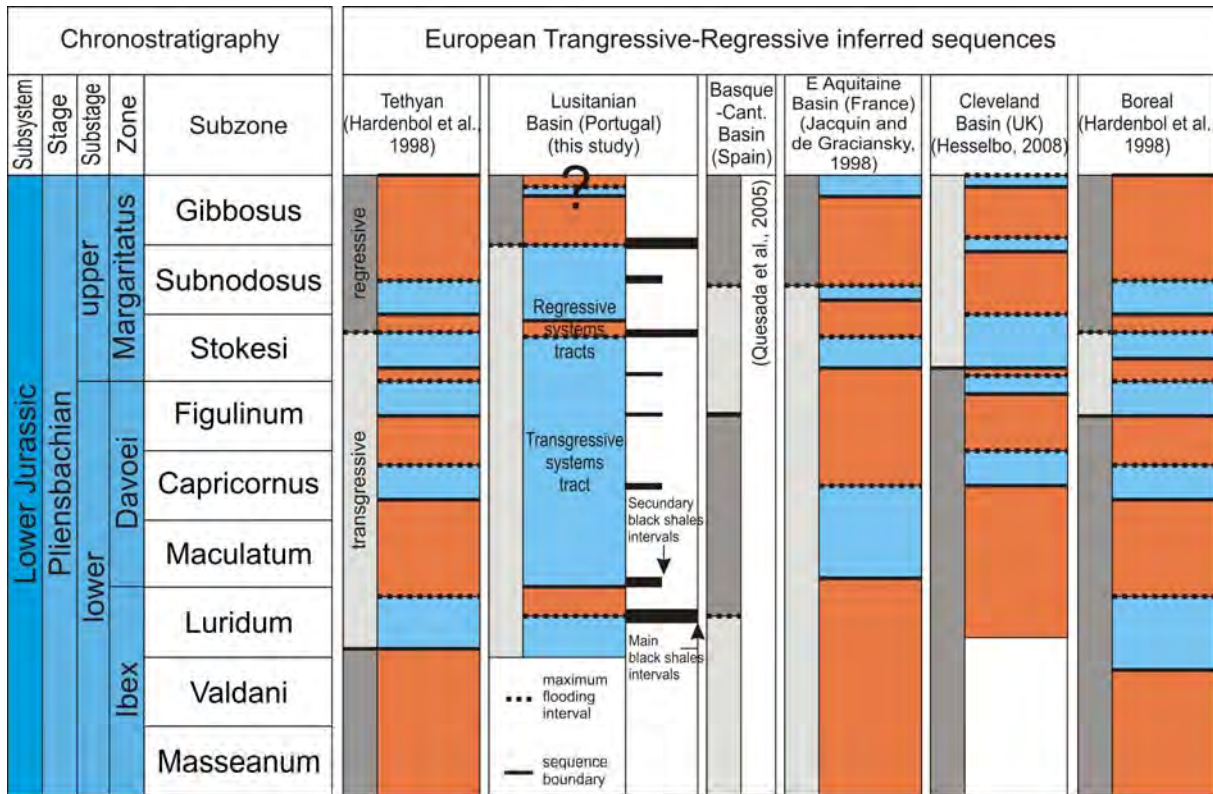 Chronostratigraphy
European Trangressive-Regressive inferred sequences
Subsystem
Stage
Substage
Zone
Subzone
Tethyan
(Hardenbol et al.,
1998)
Lusitanian
Basin (Portugal)
(this study)
Basque
-Cant.
Basin
(Spain)
E Aquitaine
Basin (France)
(Jacquin and
de Graciansky,
1998)
Cleveland
Basin (UK)
(Hesselbo, 2008)
Boreal
(Hardenbol et al.
1998)
Lower Jurassic
Pliensbachian
upper
lower
Margaritatus
Davoei
Ibex
Gibbosus
Subnodosus
Stokesi
Figulinum
Capricornus
Maculatum
Luridum
Valdani
Masseanum
regressive
transgressive
?
Regressive
systems
tracts
Transgressive
systems
tract
Secundary
black shales
intervals
Main
black shales
intervals
maximum
flooding
interval
sequence
boundary
(Quesada et al., 2005)